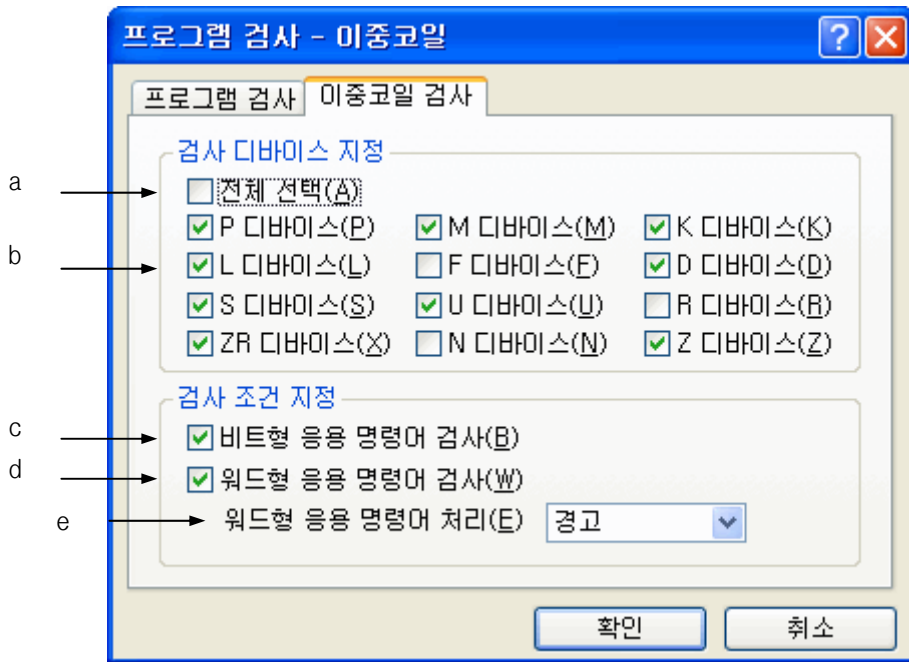 프로그램 검사 - 이중코일
프로그램 검사 이중코일 검사
검사 디바이스 지정
a
전체 선택(A)
P 디바이스(P) M 디바이스(M) K 디바이스(K)
b
L 디바이스(L) F 디바이스(F) D 디바이스(D)
S 디바이스(S) U 디바이스(U) R 디바이스(R)
ZR 디바이스(X) N 디바이스(N) Z 디바이스(Z)
검사 조건 지정
c
비트형 응용 명령어 검사(B)
d
워드형 응용 명령어 검사(W)
e
워드형 응용 명령어 처리(E) 경고
확인 취소